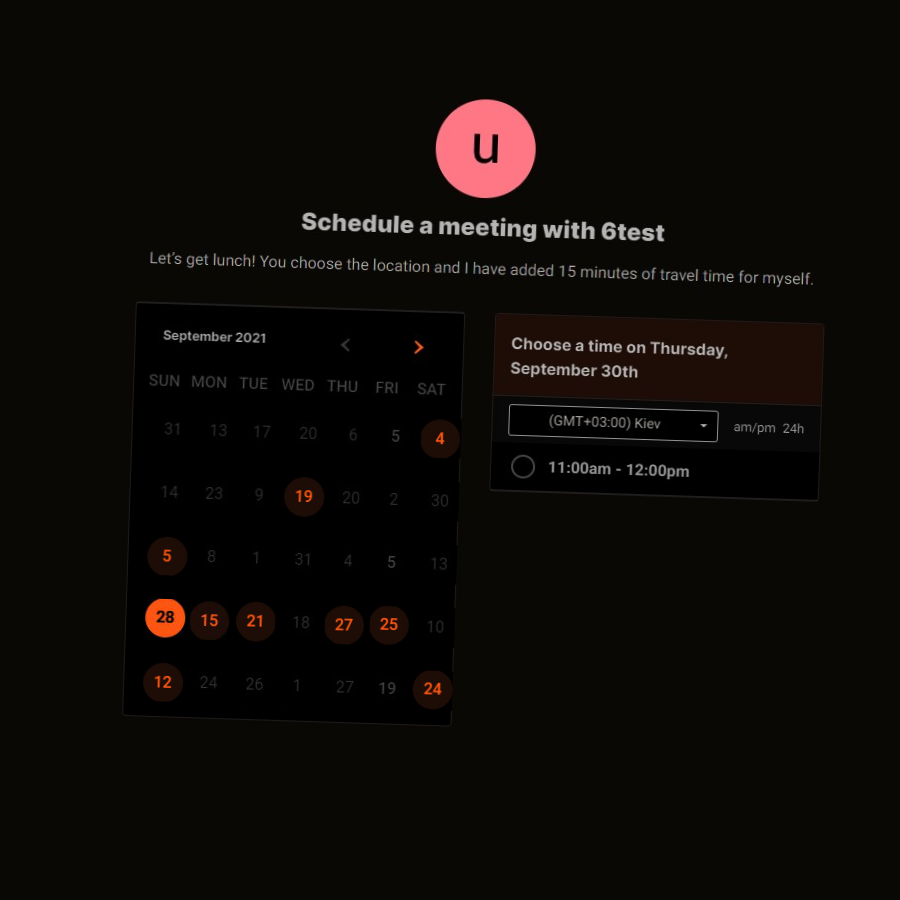 u
Schedule a meeting with 6test
Let's get lunch! You choose the location and I have added 15 minutes of travel time for myself.
September 2021
SUN MON TUE WED THU FRI SAT
31 13 17 20 6 5 4
14 23 9 19 20 2 30
5 8 1 31 4 5 13
28 15 21 18 27 25 10
12 24 26 1 27 19 24
Choose a time on Thursday,
September 30th
(GMT+03:00) Kiev am/pm 24h
11:00am - 12:00pm